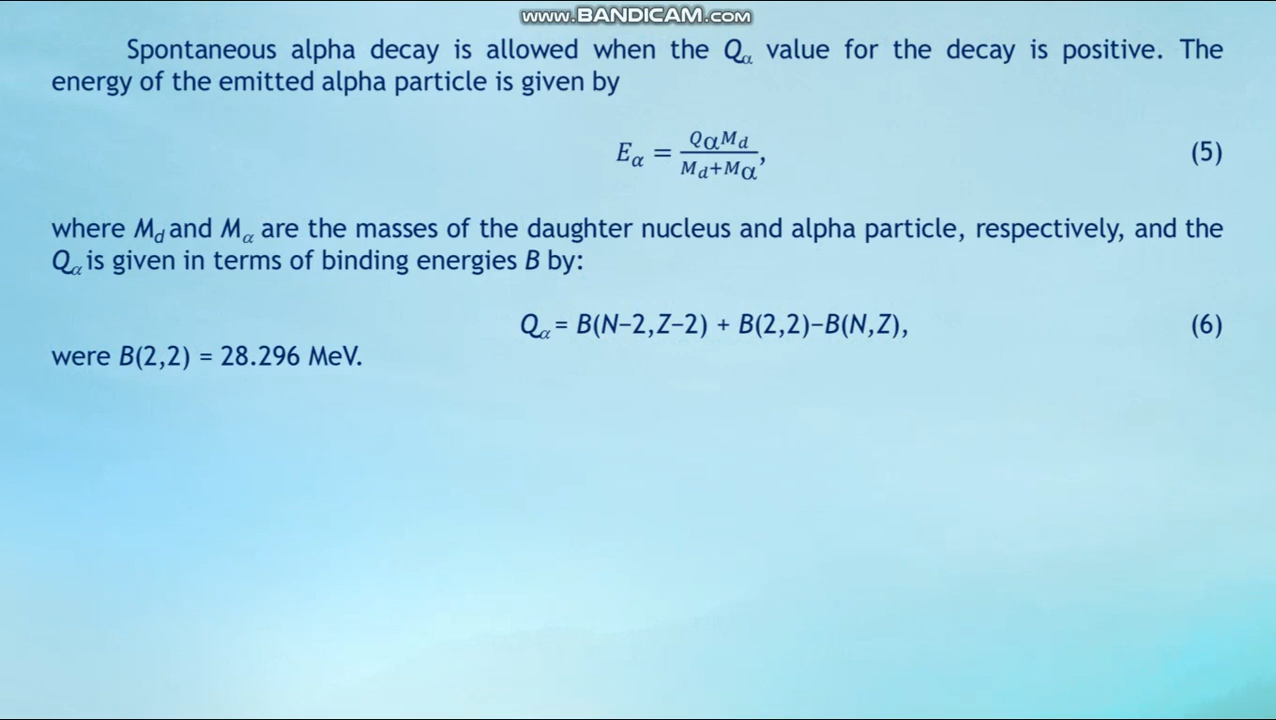 www.BANDICAM.com
Spontaneous alpha decay is allowed when the Qα value for the decay is positive. The
energy of the emitted alpha particle is given by
Eα = QαMd / Md+Mα, (5)
where Md and Mα are the masses of the daughter nucleus and alpha particle, respectively, and the
Qα is given in terms of binding energies B by:
Qα = B(N−2,Z−2) + B(2,2)−B(N,Z), (6)
were B(2,2) = 28.296 MeV.